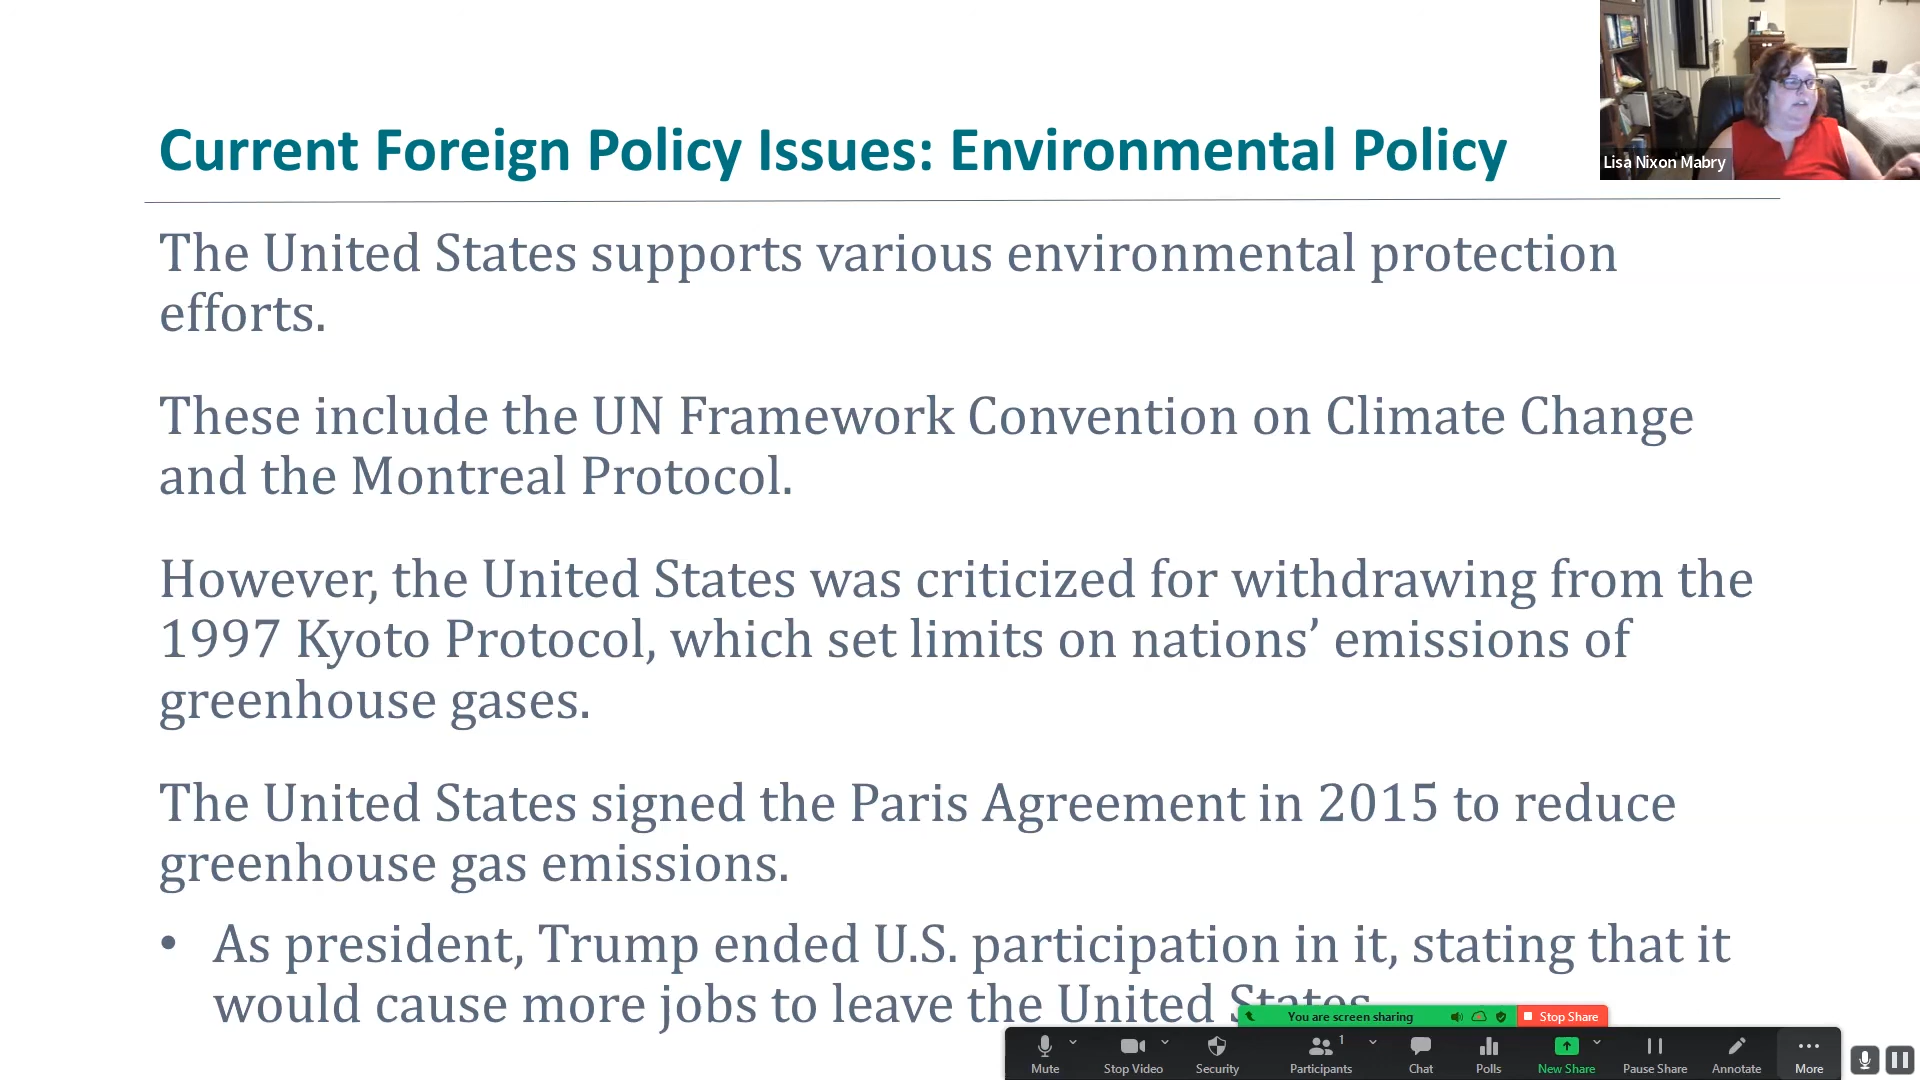 Current Foreign Policy Issues: Environmental Policy
Lisa Nixon Mabry
The United States supports various environmental protection
efforts.
These include the UN Framework Convention on Climate Change
and the Montreal Protocol.
However, the United States was criticized for withdrawing from the
1997 Kyoto Protocol, which set limits on nations’ emissions of
greenhouse gases.
The United States signed the Paris Agreement in 2015 to reduce
greenhouse gas emissions.
• As president, Trump ended U.S. participation in it, stating that it
would cause more jobs to leave the United States.
You are screen sharing
Stop Share
Mute
Stop Video
Security
1
Participants
Chat
Polls
New Share
Pause Share
Annotate
More